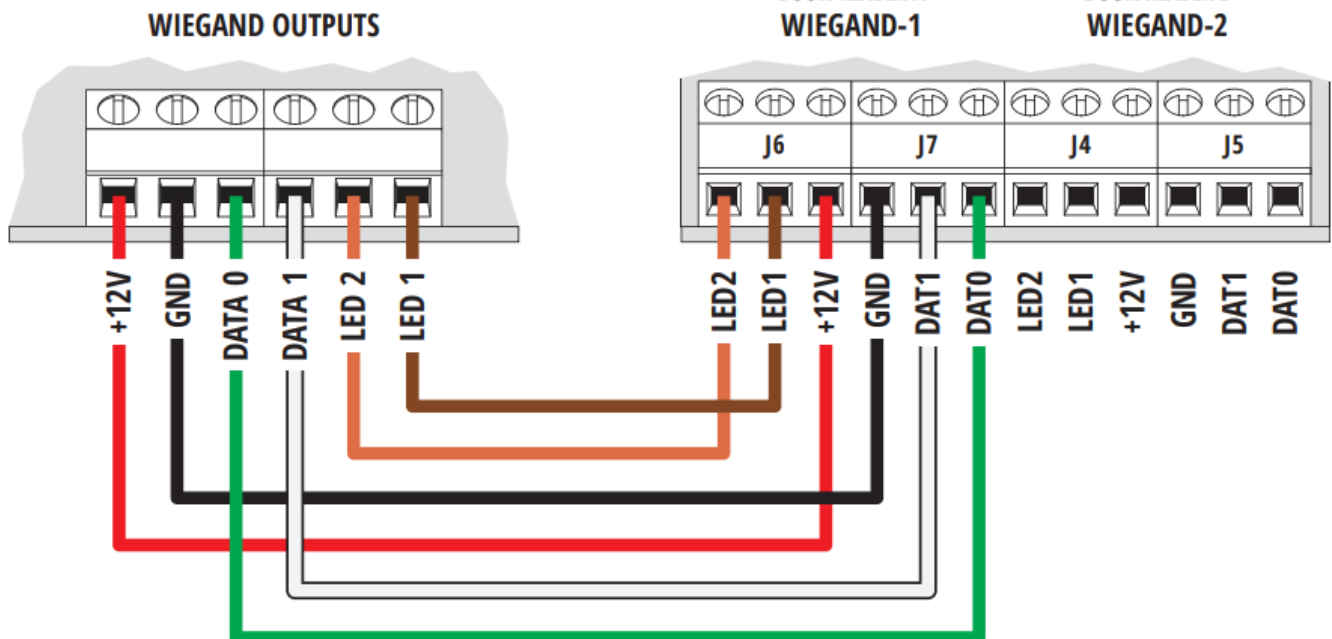 WIEGAND OUTPUTS
WIEGAND-1
WIEGAND-2
J6
J7
J4
J5
+12V
GND
DATA 0
DATA 1
LED 2
LED 1
LED2
LED1
+12V
GND
DAT1
DAT0
LED2
LED1
+12V
GND
DAT1
DAT0